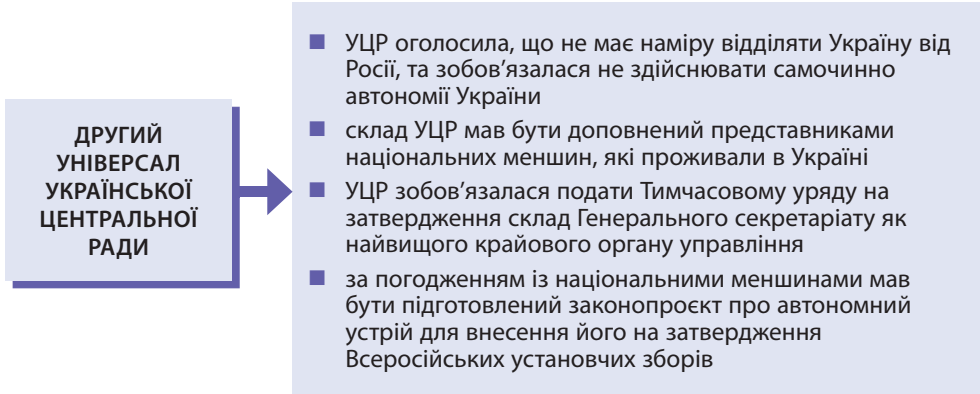 ДРУГИЙ
УНІВЕРСАЛ
УКРАЇНСЬКОЇ
ЦЕНТРАЛЬНОЇ
РАДИ
■ УЦР оголосила, що не має наміру відділяти Україну від
Росії, та зобов'язалася не здійснювати самочинно
автономії України
■ склад УЦР мав бути доповнений представниками
національних меншин, які проживали в Україні
■ УЦР зобов'язалася подати Тимчасовому уряду на
затвердження склад Генерального секретаріату як
найвищого крайового органу управління
■ за погодженням із національними меншинами мав
бути підготовлений законопроєкт про автономний
устрій для внесення його на затвердження
Всеросійських установчих зборів